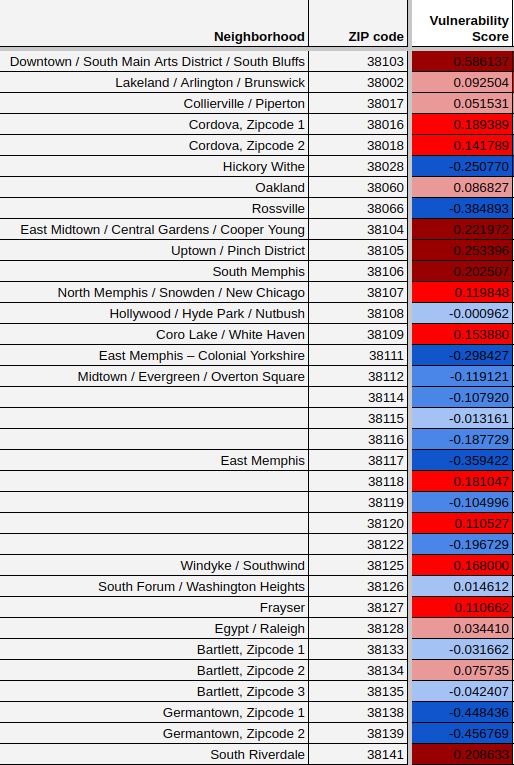 Neighborhood ZIP code Vulnerability Score
Downtown / South Main Arts District / South Bluffs 38103 0.586137
Lakeland / Arlington / Brunswick 38002 0.092504
Collierville / Piperton 38017 0.051531
Cordova, Zipcode 1 38016 0.189389
Cordova, Zipcode 2 38018 0.141789
Hickory Withe 38028 -0.250770
Oakland 38060 0.086827
Rossville 38066 -0.384893
East Midtown / Central Gardens / Cooper Young 38104 0.221972
Uptown / Pinch District 38105 0.253396
South Memphis 38106 0.202507
North Memphis / Snowden / New Chicago 38107 0.119848
Hollywood / Hyde Park / Nutbush 38108 -0.000962
Coro Lake / White Haven 38109 0.153880
East Memphis – Colonial Yorkshire 38111 -0.298427
Midtown / Evergreen / Overton Square 38112 -0.119121
38114 -0.107920
38115 -0.013161
38116 -0.187729
East Memphis 38117 -0.359422
38118 0.181047
38119 -0.104996
38120 0.110527
38122 -0.196729
Windyke / Southwind 38125 0.168000
South Forum / Washington Heights 38126 0.014612
Frayser 38127 0.110662
Egypt / Raleigh 38128 0.034410
Bartlett, Zipcode 1 38133 -0.031662
Bartlett, Zipcode 2 38134 0.075735
Bartlett, Zipcode 3 38135 -0.042407
Germantown, Zipcode 1 38138 -0.448436
Germantown, Zipcode 2 38139 -0.456769
South Riverdale 38141 0.208633